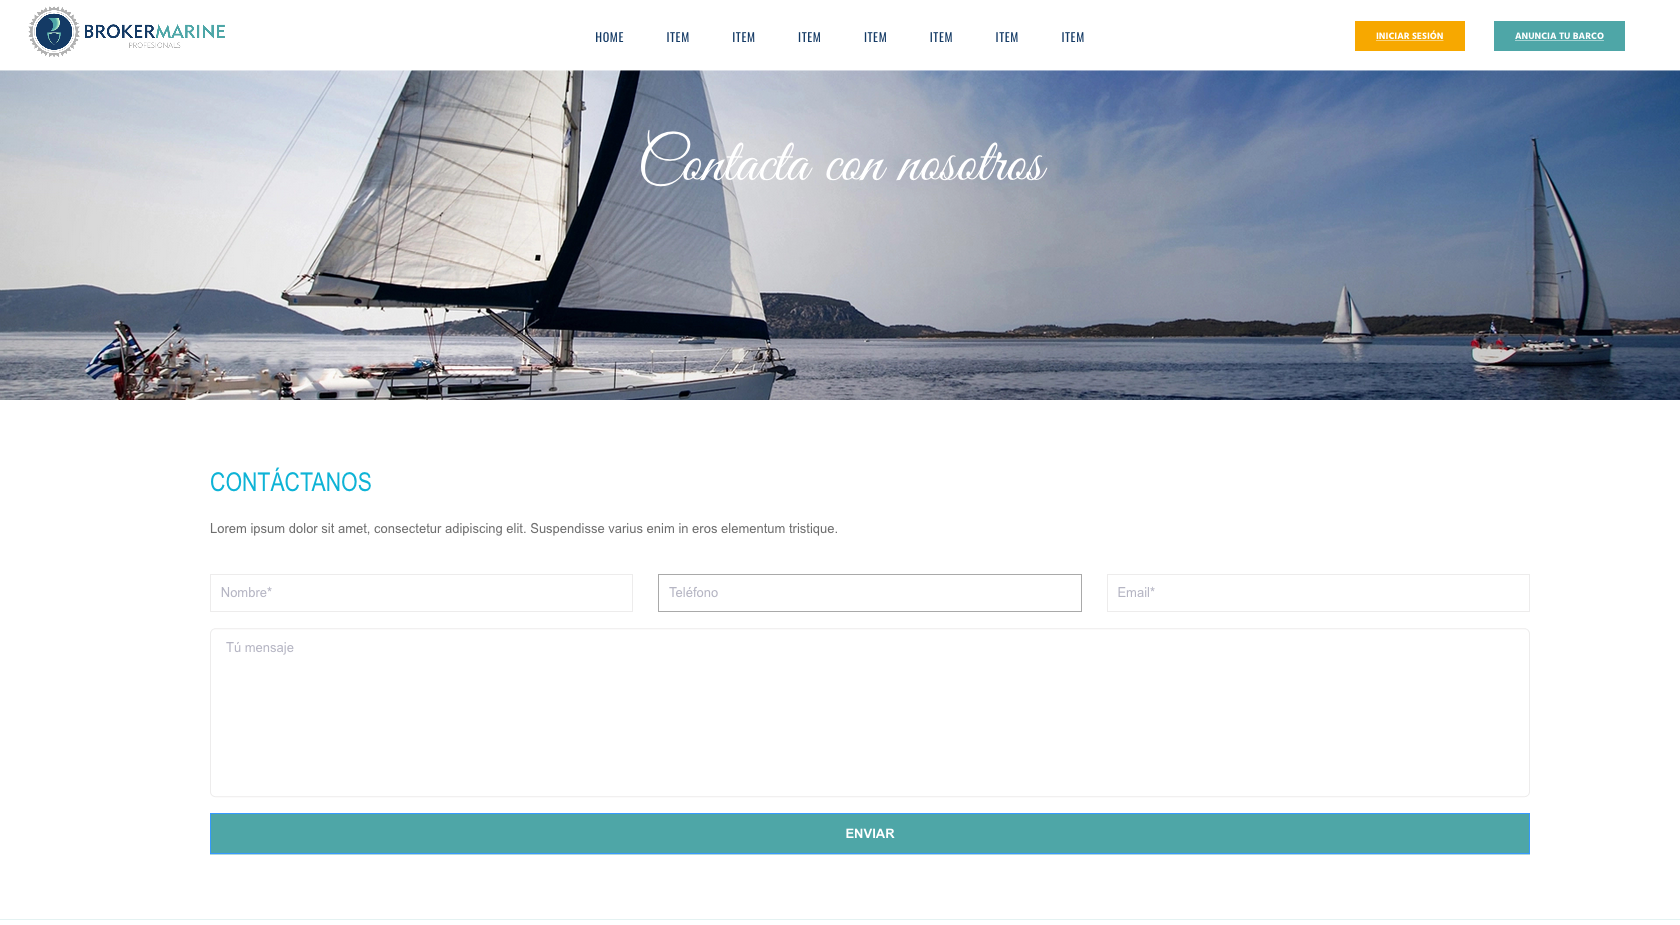 BROKERMARINE
PROFESIONALS
HOME ITEM ITEM ITEM ITEM ITEM ITEM ITEM
INICIAR SESIÓN
ANUNCIA TU BARCO
Contacta con nosotros
CONTÁCTANOS
Lorem ipsum dolor sit amet, consectetur adipiscing elit. Suspendisse varius enim in eros elementum tristique.
Nombre* Teléfono Email*
Tú mensaje
ENVIAR